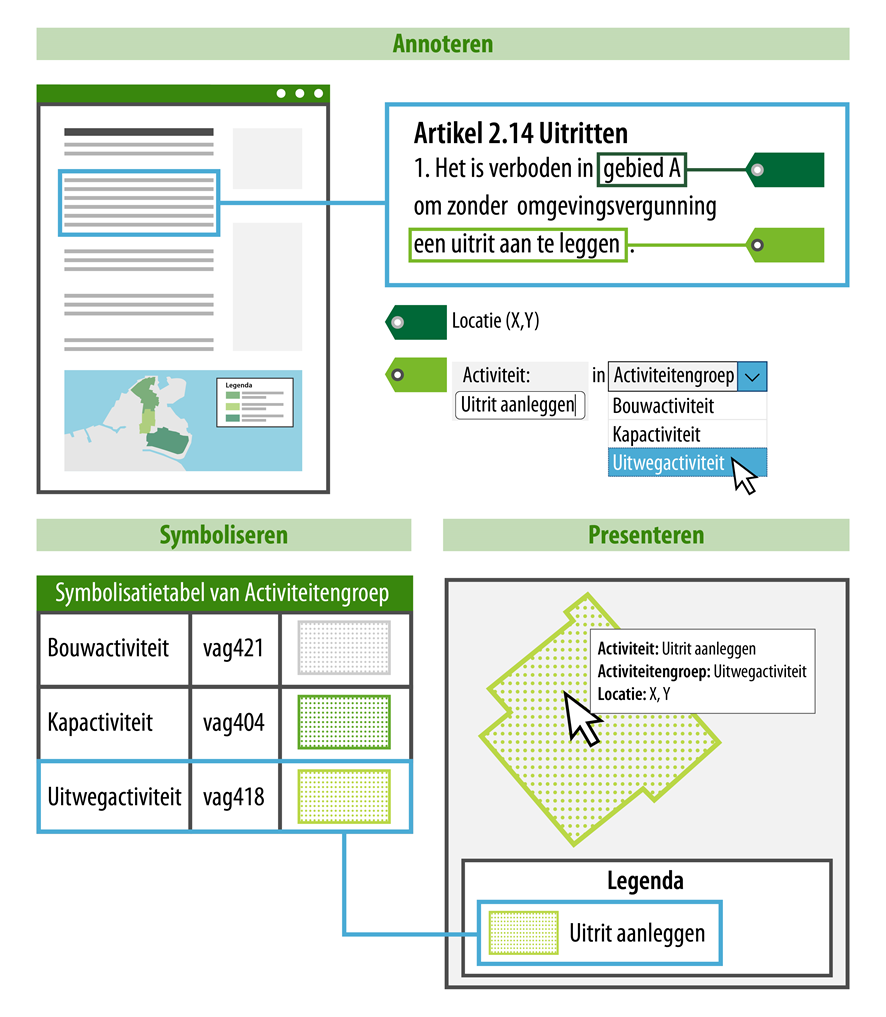 Annoteren
Artikel 2.14 Uitritten
1. Het is verboden in gebied A
om zonder omgevingsvergunning
een uitrit aan te leggen .
Legenda
Locatie (X,Y)
Activiteit: in Activiteitengroep
Uitrit aanleggen
Bouwactiviteit
Kapactiviteit
Uitwegactiviteit
Symboliseren
Symbolisatietabel van Activiteitengroep
Bouwactiviteit vag421
Kapactiviteit vag404
Uitwegactiviteit vag418
Presenteren
Activiteit: Uitrit aanleggen
Activiteitengroep: Uitwegactiviteit
Locatie: X, Y
Legenda
Uitrit aanleggen